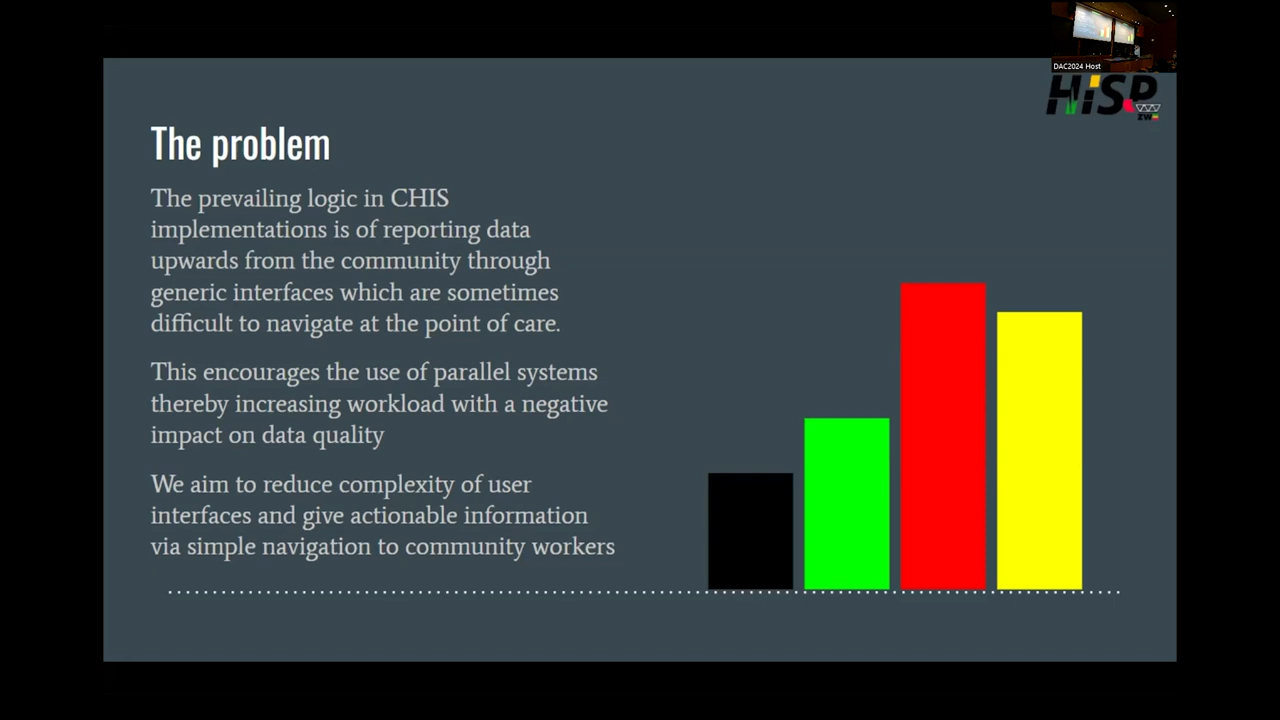 DAC2024 Host
HiSP
ZW
The problem
The prevailing logic in CHIS
implementations is of reporting data
upwards from the community through
generic interfaces which are sometimes
difficult to navigate at the point of care.
This encourages the use of parallel systems
thereby increasing workload with a negative
impact on data quality
We aim to reduce complexity of user
interfaces and give actionable information
via simple navigation to community workers